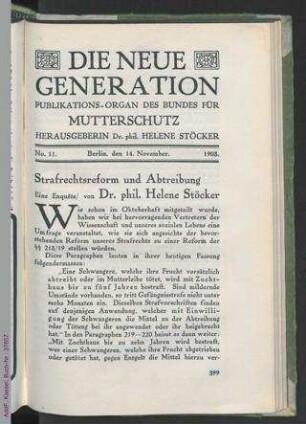 DIE NEUE
GENERATION
PUBLIKATIONS-ORGAN DES BUNDES FÜR
MUTTERSCHUTZ
HERAUSGEBERIN Dr. phil. HELENE STÖCKER
No. 11. Berlin, den 14. November. 1908.
Strafrechtsreform und Abtreibung
Eine Enquête, von Dr. phil. Helene Stöcker
Wie schon im Oktoberheft mitgeteilt wurde,
haben wir bei hervorragenden Vertretern der
Wissenschaft und unseres sozialen Lebens eine
Umfrage veranstaltet, wie sie sich angesichts der bevor-
stehenden Reform unseres Strafrechts zu einer Reform der
§§ 218/19 stellen würden.
Diese Paragraphen lauten in ihrer heutigen Fassung
folgendermassen:
„Eine Schwangere, welche ihre Frucht vorsätzlich
abtreibt oder im Mutterleibe tötet, wird mit Zucht-
haus bis zu fünf Jahren bestraft. Sind mildernde
Umstände vorhanden, so tritt Gefängnisstrafe nicht unter
sechs Monaten ein. Dieselben Strafvorschriften finden
auf denjenigen Anwendung, welcher mit Einwilli-
gung der Schwangeren die Mittel zu der Abtreibung
oder Tötung bei ihr angewendet oder ihr beigebracht
hat.“ In den Paragraphen 219—220 heisst es dann weiter:
„Mit Zuchthaus bis zu zehn Jahren wird bestraft,
wer einer Schwangeren, welche ihre Frucht abgetrieben
oder getötet hat, gegen Entgelt die Mittel hierzu ver-
399